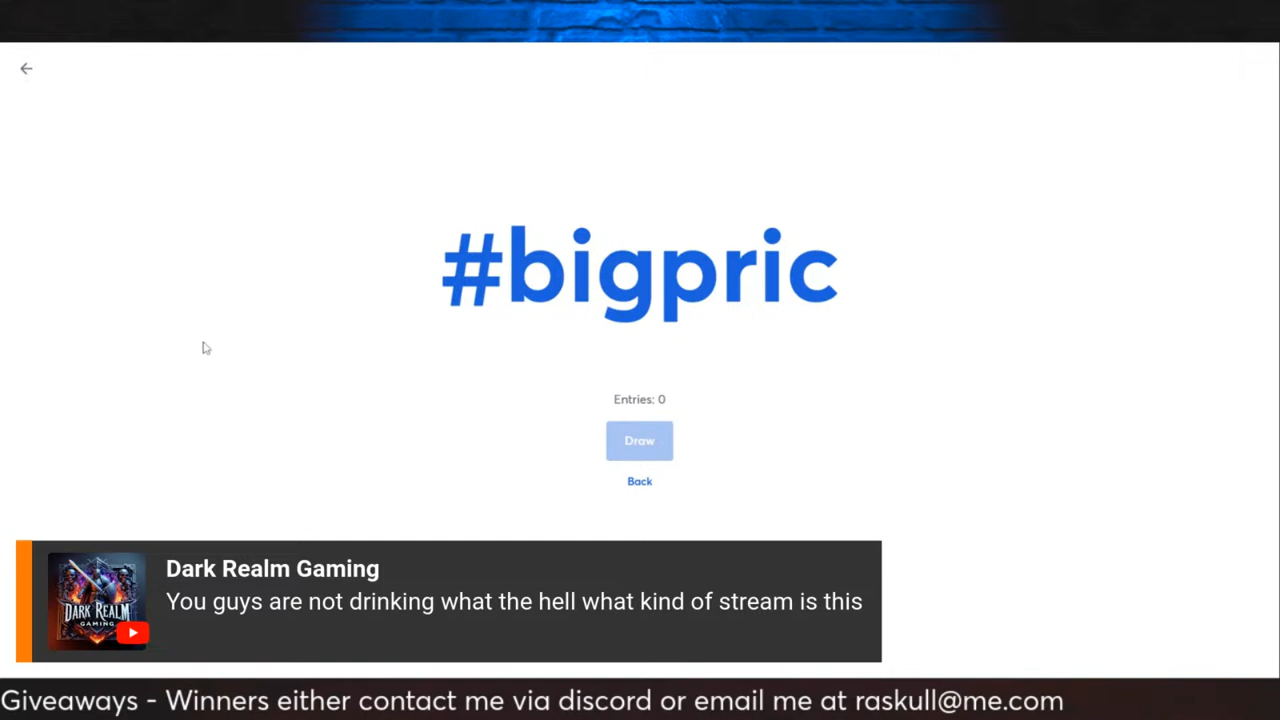 #bigpric
Entries: 0
Draw
Back
Dark Realm Gaming
You guys are not drinking what the hell what kind of stream is this
DARK REALM
GAMING
Giveaways - Winners either contact me via discord or email me at raskull@me.com